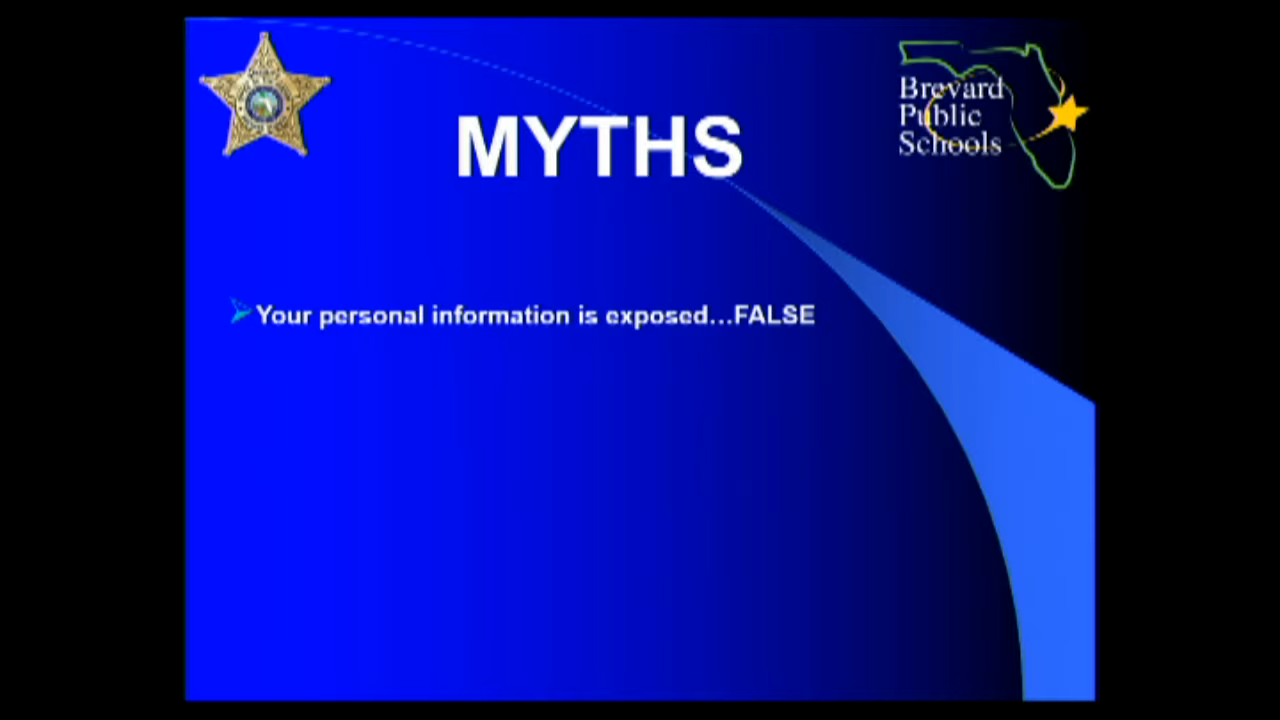 MYTHS
Brevard
Public
Schools
Your personal information is exposed...FALSE